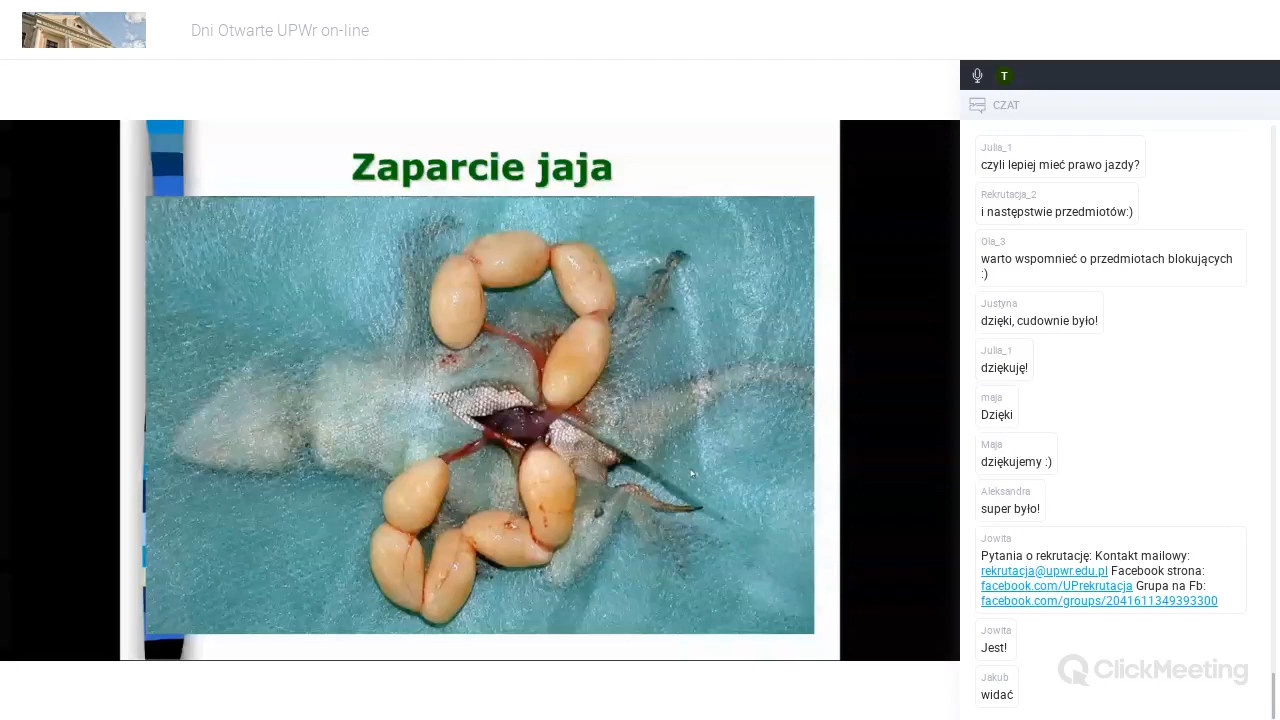 Dni Otwarte UPWr on-line
T
CZAT
Zaparcie jaja
Julia_1
czyli lepiej mieć prawo jazdy?
Rekrutacja_2
i następstwie przedmiotów:)
Ola_3
warto wspomnieć o przedmiotach blokujących
:)
Justyna
dzięki, cudownie było!
Julia_1
dziękuję!
maja
Dzięki
Maja
dziękujemy :)
Aleksandra
super było!
Jowita
Pytania o rekrutację: Kontakt mailowy:
rekrutacja@upwr.edu.pl Facebook strona:
facebook.com/UPrekrutacja Grupa na Fb:
facebook.com/groups/2041611349393300
Jowita
Jest!
Jakub
widać
ClickMeeting